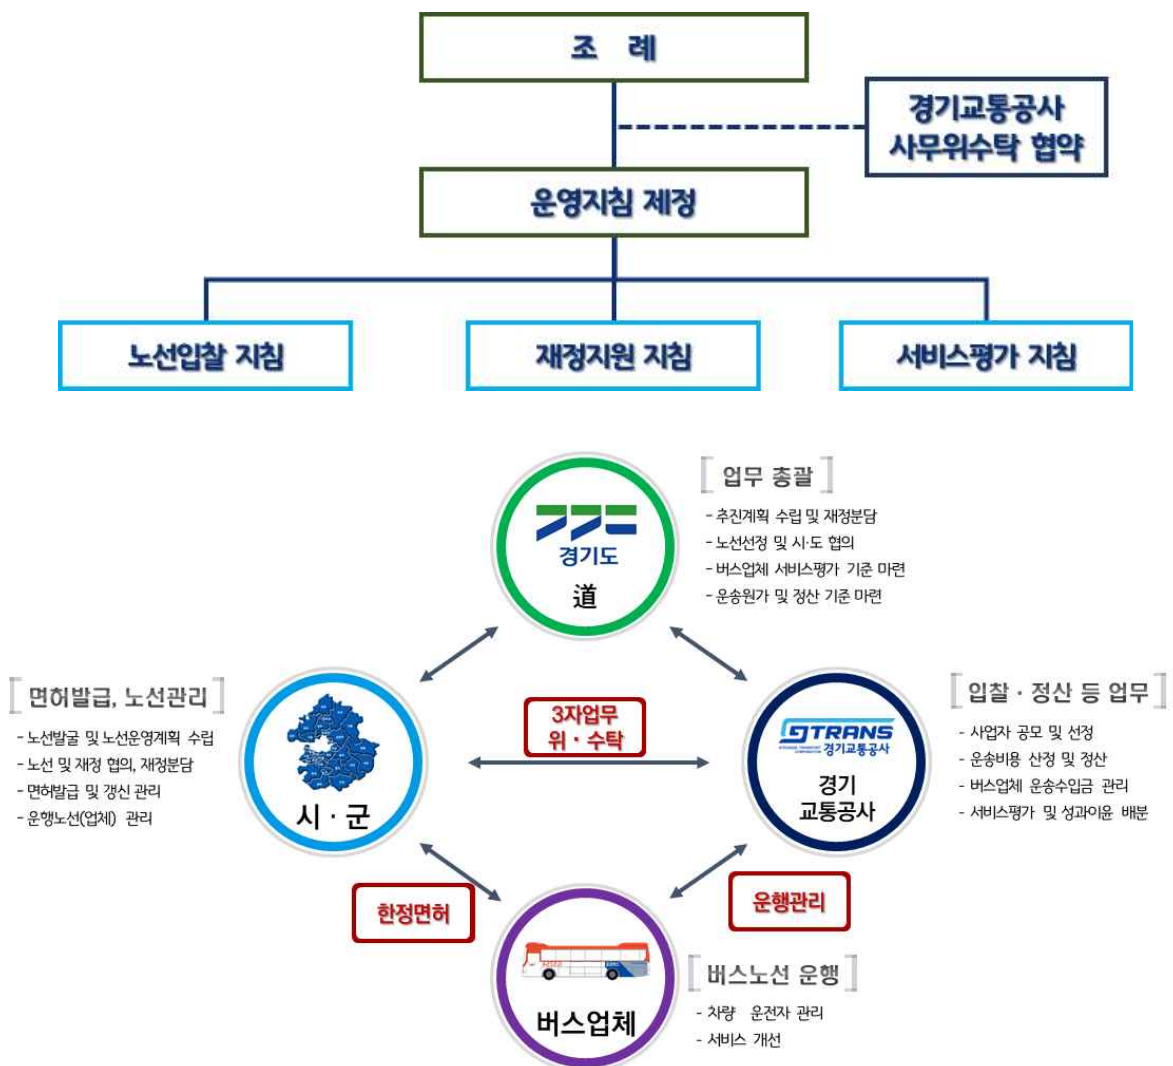 조 례
경기교통공사
사무위수탁 협약
운영지침 제정
노선입찰 지침
재정지원 지침
서비스평가 지침
경기도
道
[업무 총괄]
- 추진계획 수립 및 재정분담
- 노선선정 및 시·도 협의
- 버스업체 서비스평가 기준 마련
- 운송원가 및 정산 기준 마련
[면허발급, 노선관리]
- 노선발굴 및 노선운영계획 수립
- 노선 및 재정 협의, 재정분담
- 면허발급 및 갱신 관리
- 운행노선(업체) 관리
시·군
3자업무
위·수탁
GTRANS
경기교통공사
경기
교통공사
[입찰·정산 등 업무]
- 사업자 공모 및 선정
- 운송비용 산정 및 정산
- 버스업체 운송수입금 관리
- 서비스평가 및 성과이윤 배분
한정면허
운행관리
버스업체
[버스노선 운행]
- 차량 운전자 관리
- 서비스 개선